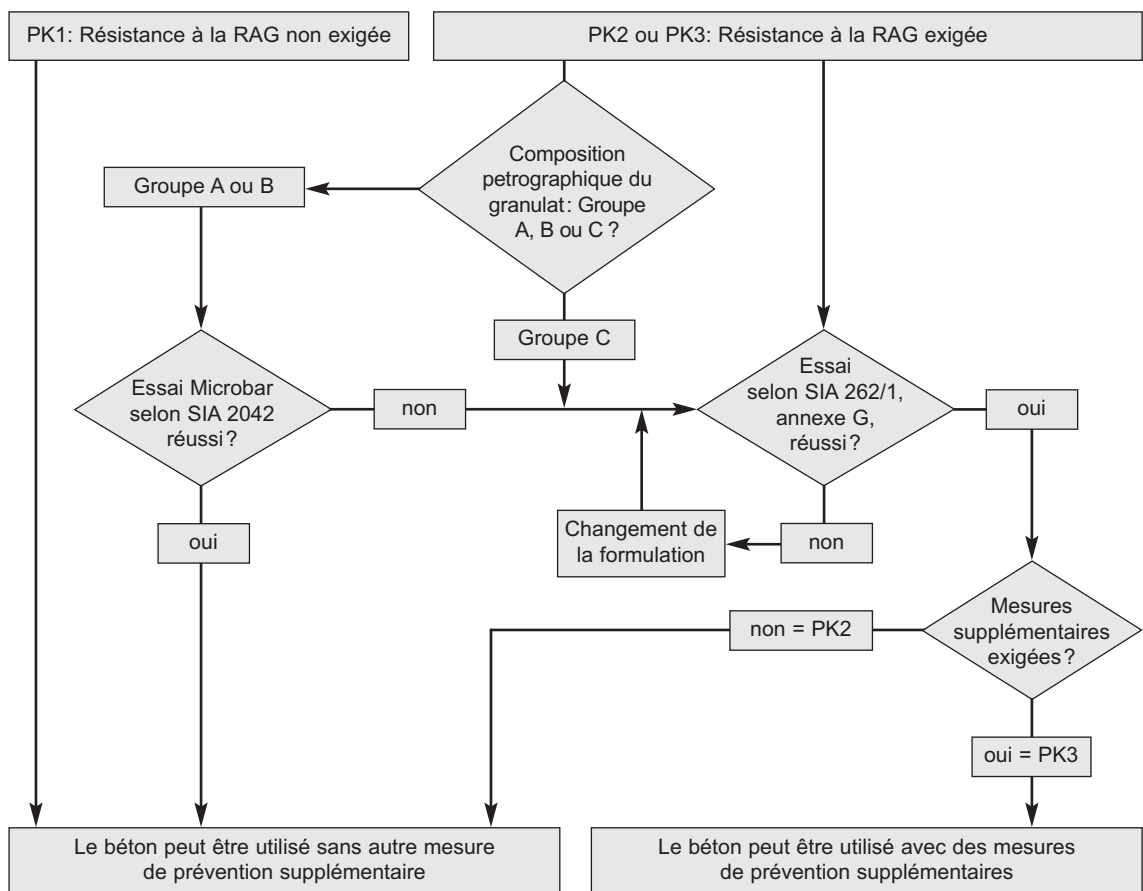 PK1: Résistance à la RAG non exigée
PK2 ou PK3: Résistance à la RAG exigée
Composition
petrographique du
granulat: Groupe
A, B ou C ?
Groupe A ou B
Groupe C
Essai Microbar
selon SIA 2042
réussi ?
non
Essai
selon SIA 262/1,
annexe G,
réussi ?
oui
oui
Changement de
la formulation
non
Mesures
supplémentaires
exigées ?
non = PK2
oui = PK3
Le béton peut être utilisé sans autre mesure
de prévention supplémentaire
Le béton peut être utilisé avec des mesures
de prévention supplémentaires